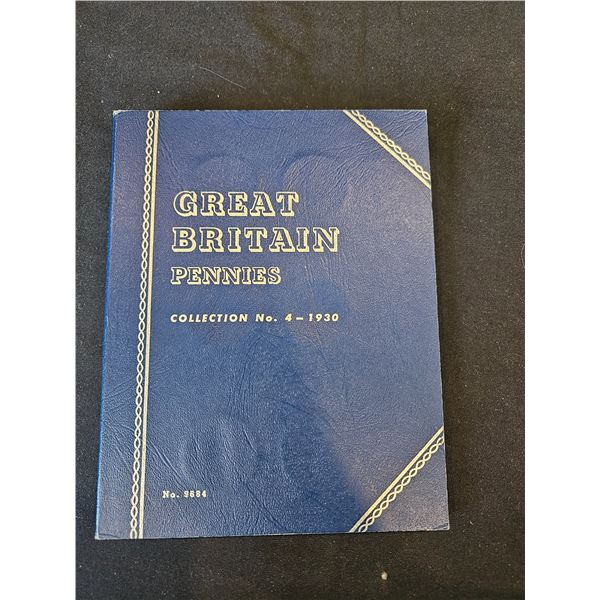 GREAT
BRITAIN
PENNIES
COLLECTION No. 4 – 1930
No. 9684